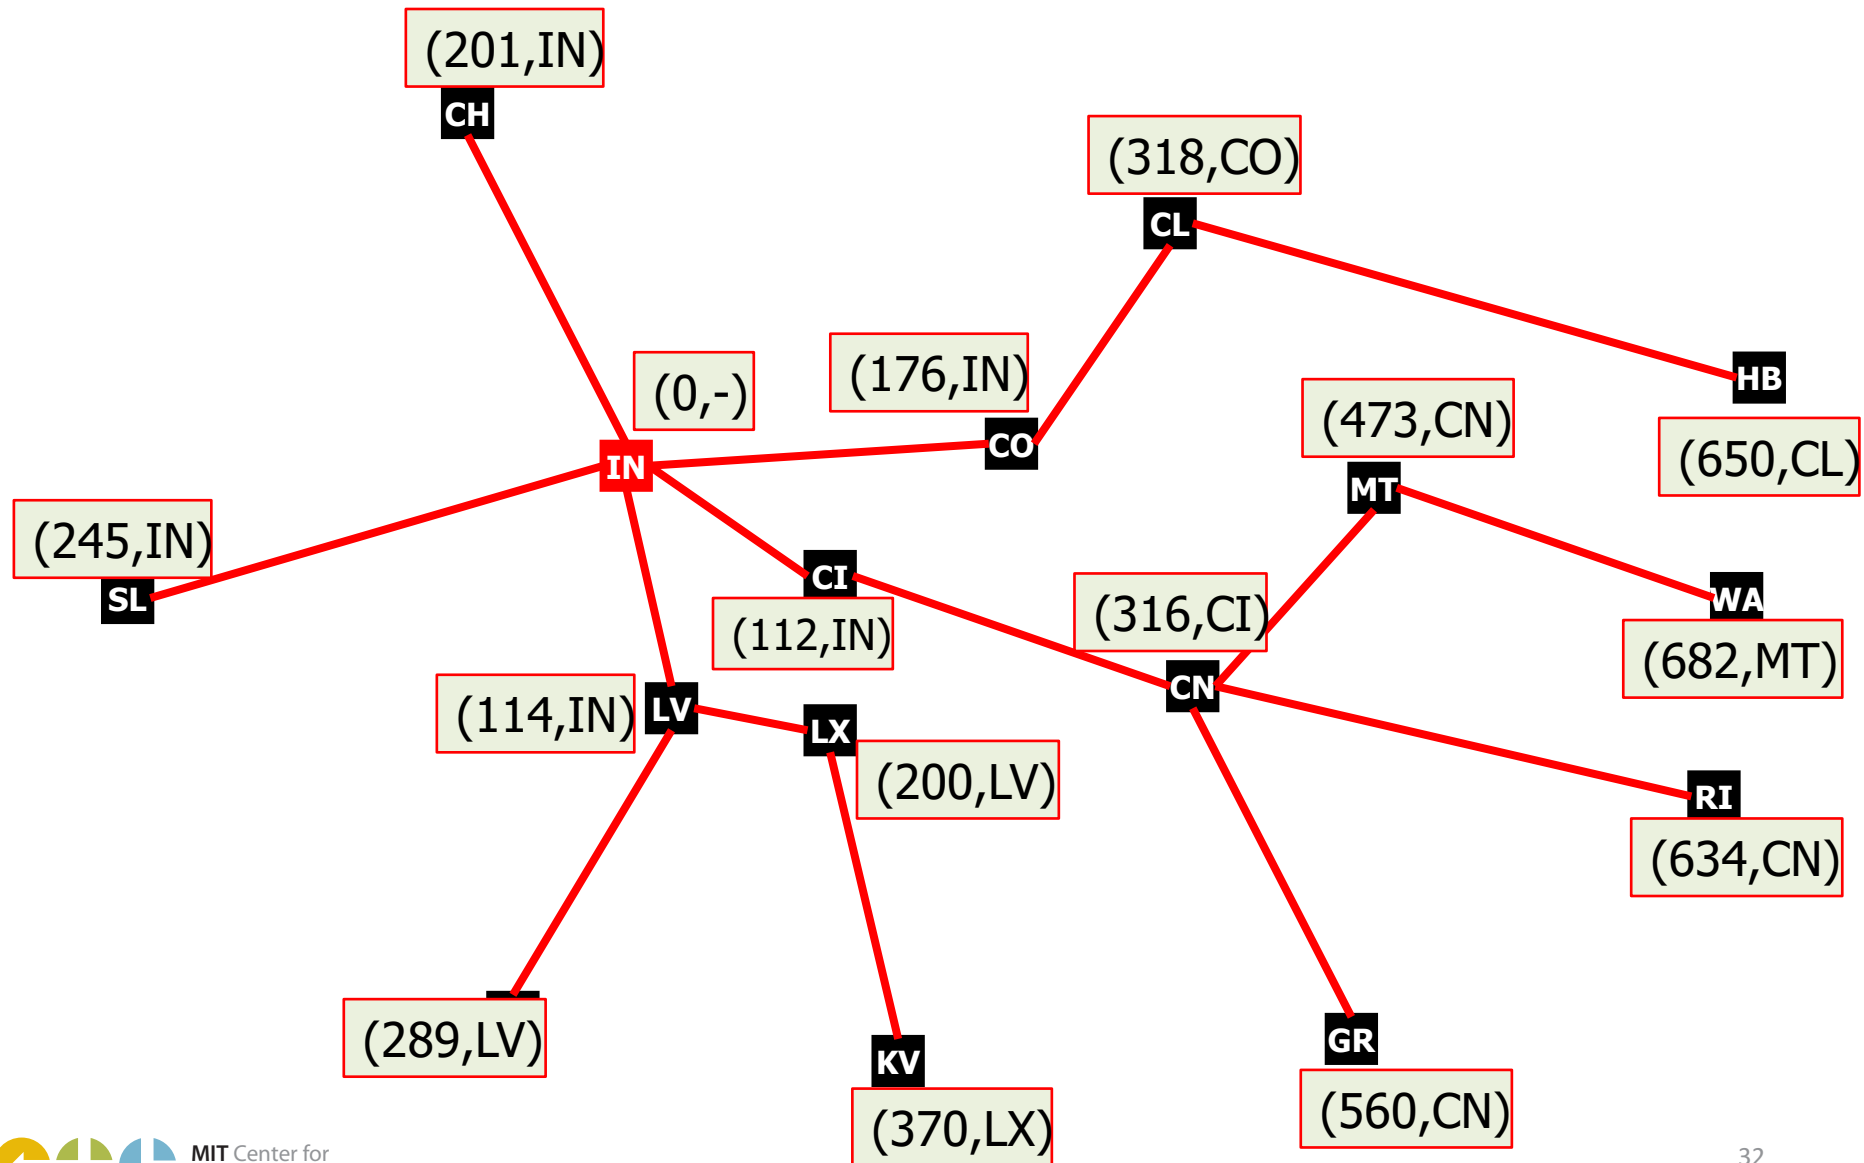 (201,IN)
CH
(318,CO)
CL
(0,-)
(176,IN)
CO
HB
(650,CL)
(473,CN)
MT
IN
(245,IN)
SL
CI
(112,IN)
(316,CI)
CN
WA
(682,MT)
(114,IN)
LV
LX
(200,LV)
RI
(634,CN)
(289,LV)
KV
(370,LX)
GR
(560,CN)
MIT Center for
32